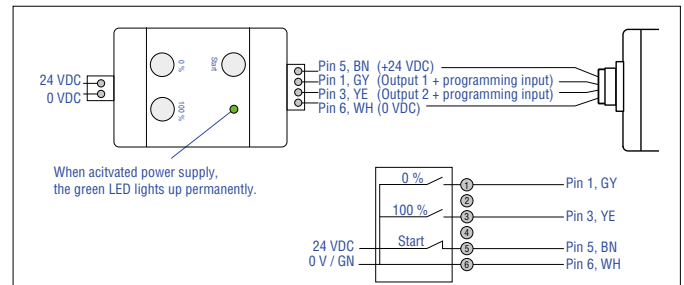 0 %
Start
100 %
24 VDC
0 VDC
Pin 5, BN (+24 VDC)
Pin 1, GY (Output 1 + programming input)
Pin 3, YE (Output 2 + programming input)
Pin 6, WH (0 VDC)
When acitvated power supply,
the green LED lights up permanently.
0 %
1
Pin 1, GY
2
100 %
3
Pin 3, YE
4
24 VDC
Start
5
Pin 5, BN
0 V / GN
6
Pin 6, WH